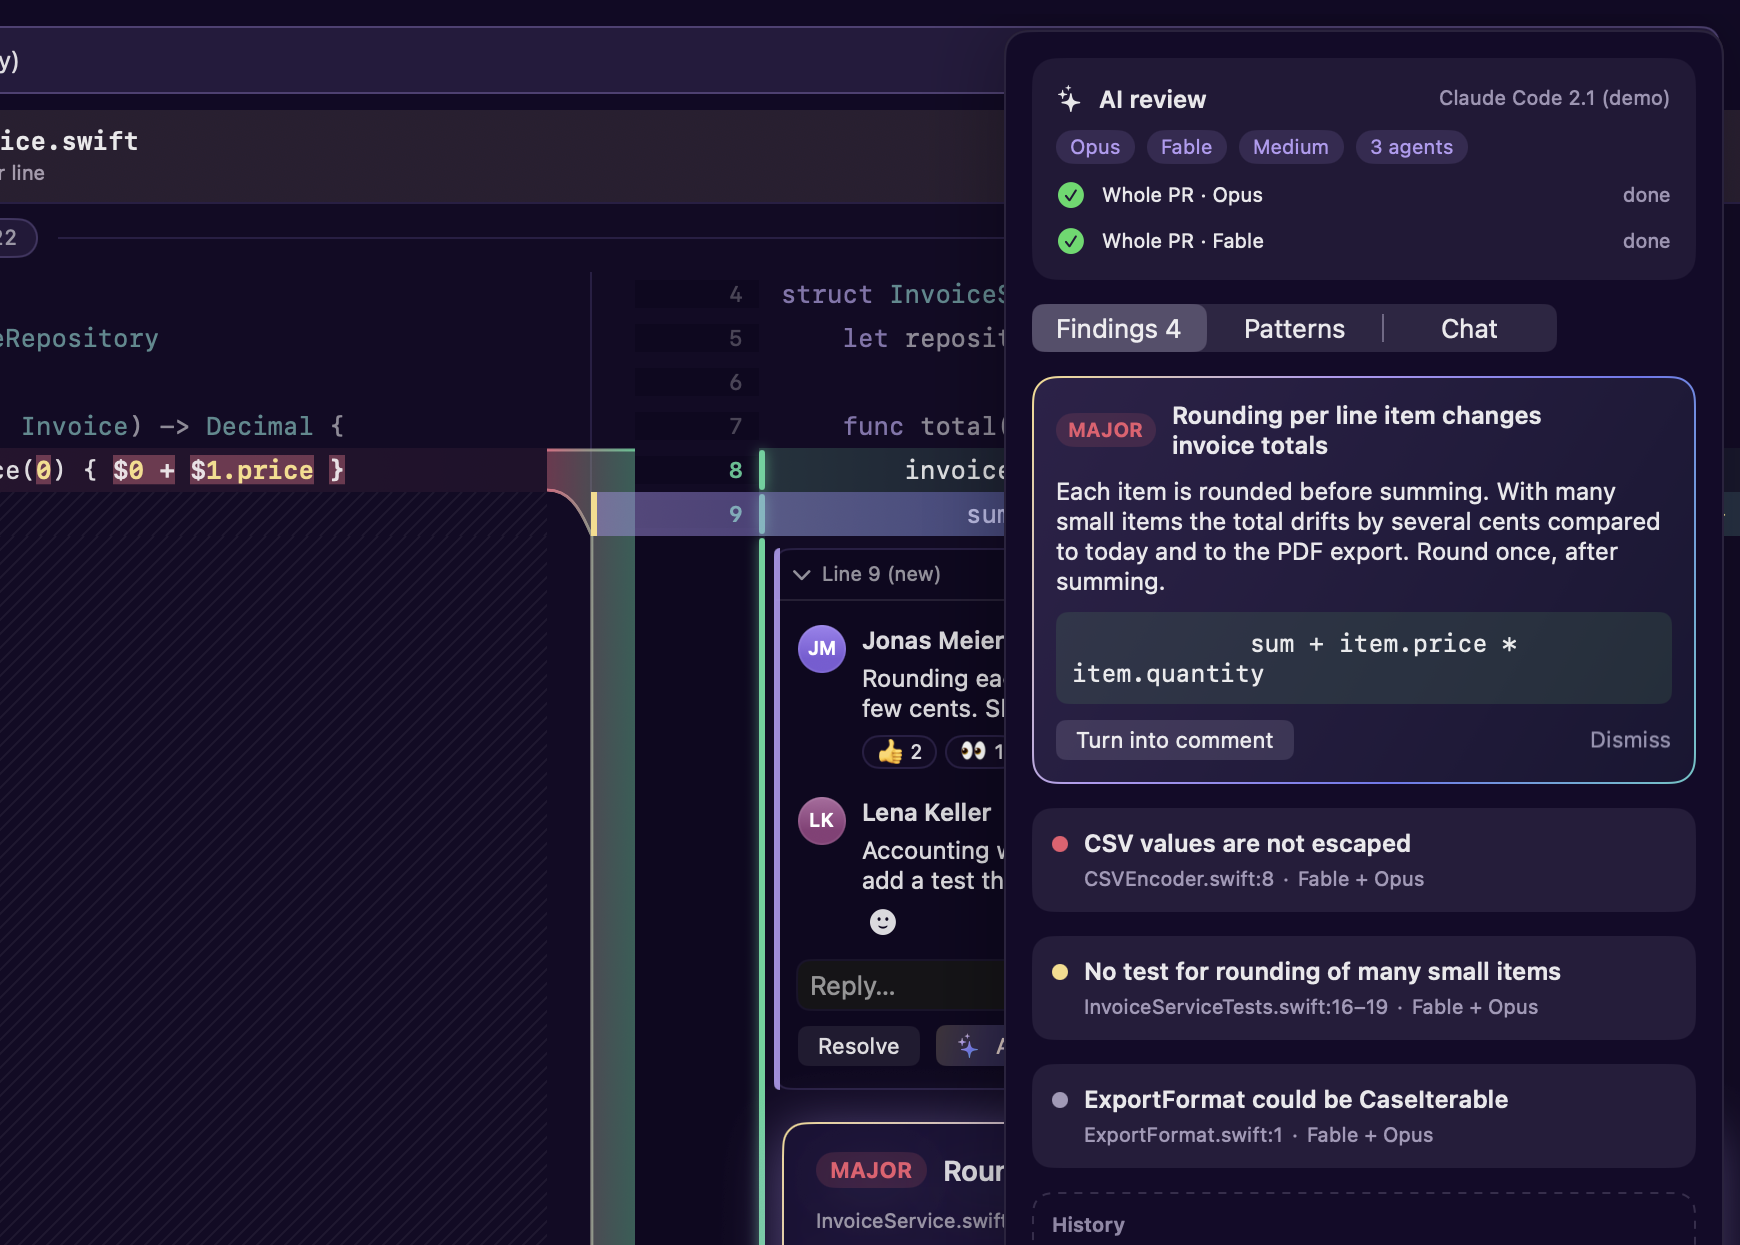 y)
ice.swift
r line
22
eRepository
Invoice) -> Decimal {
ce(0) { $0 + $1.price }
4 struct InvoiceS
5 let reposit
6
7 func total(
8 invoice
9 sum
Line 9 (new)
JM Jonas Meier
Rounding ea
few cents. Sl
👍 2 👀 1
LK Lena Keller
Accounting w
add a test th
Reply...
Resolve
MAJOR Roun
InvoiceService.swift
AI review Claude Code 2.1 (demo)
Opus Fable Medium 3 agents
Whole PR · Opus done
Whole PR · Fable done
Findings 4 Patterns Chat
MAJOR Rounding per line item changes
invoice totals
Each item is rounded before summing. With many
small items the total drifts by several cents compared
to today and to the PDF export. Round once, after
summing.
sum + item.price *
item.quantity
Turn into comment Dismiss
CSV values are not escaped
CSVEncoder.swift:8 · Fable + Opus
No test for rounding of many small items
InvoiceServiceTests.swift:16–19 · Fable + Opus
ExportFormat could be CaseIterable
ExportFormat.swift:1 · Fable + Opus
History